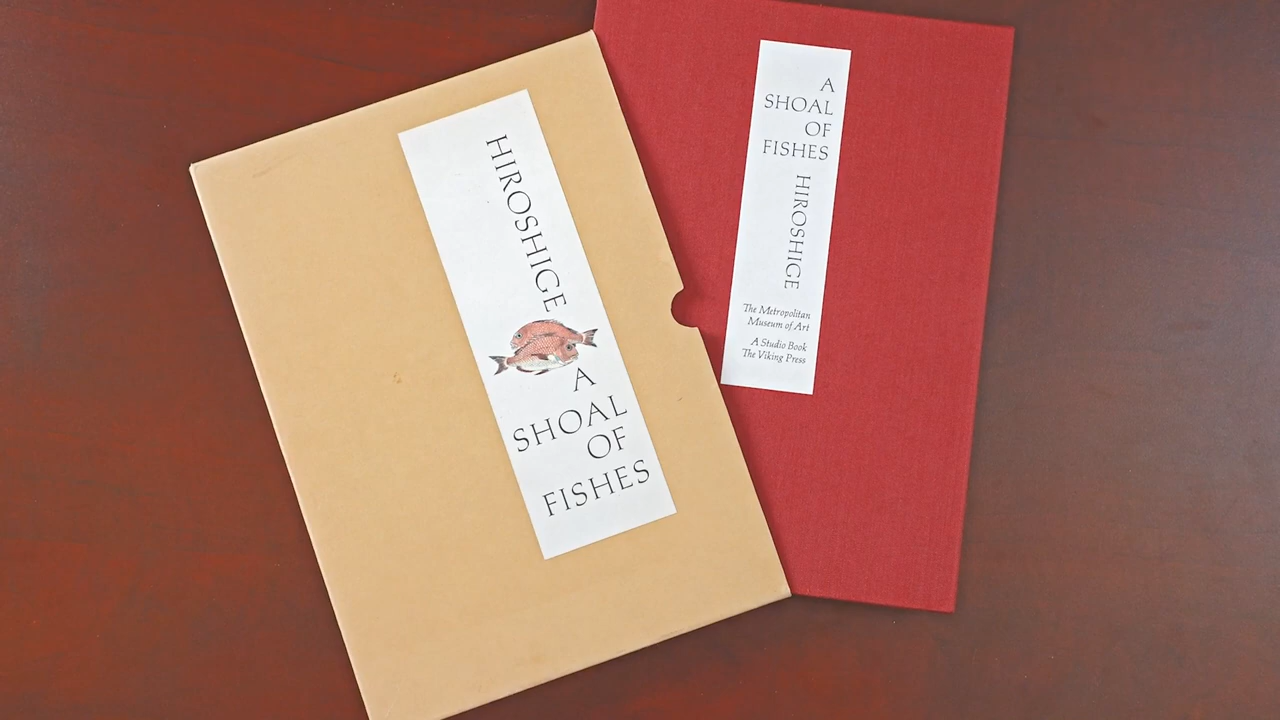 HIROSHIGE
A
SHOAL
OF
FISHES
A
SHOAL
OF
FISHES
HIROSHIGE
The Metropolitan
Museum of Art
A Studio Book
The Viking Press